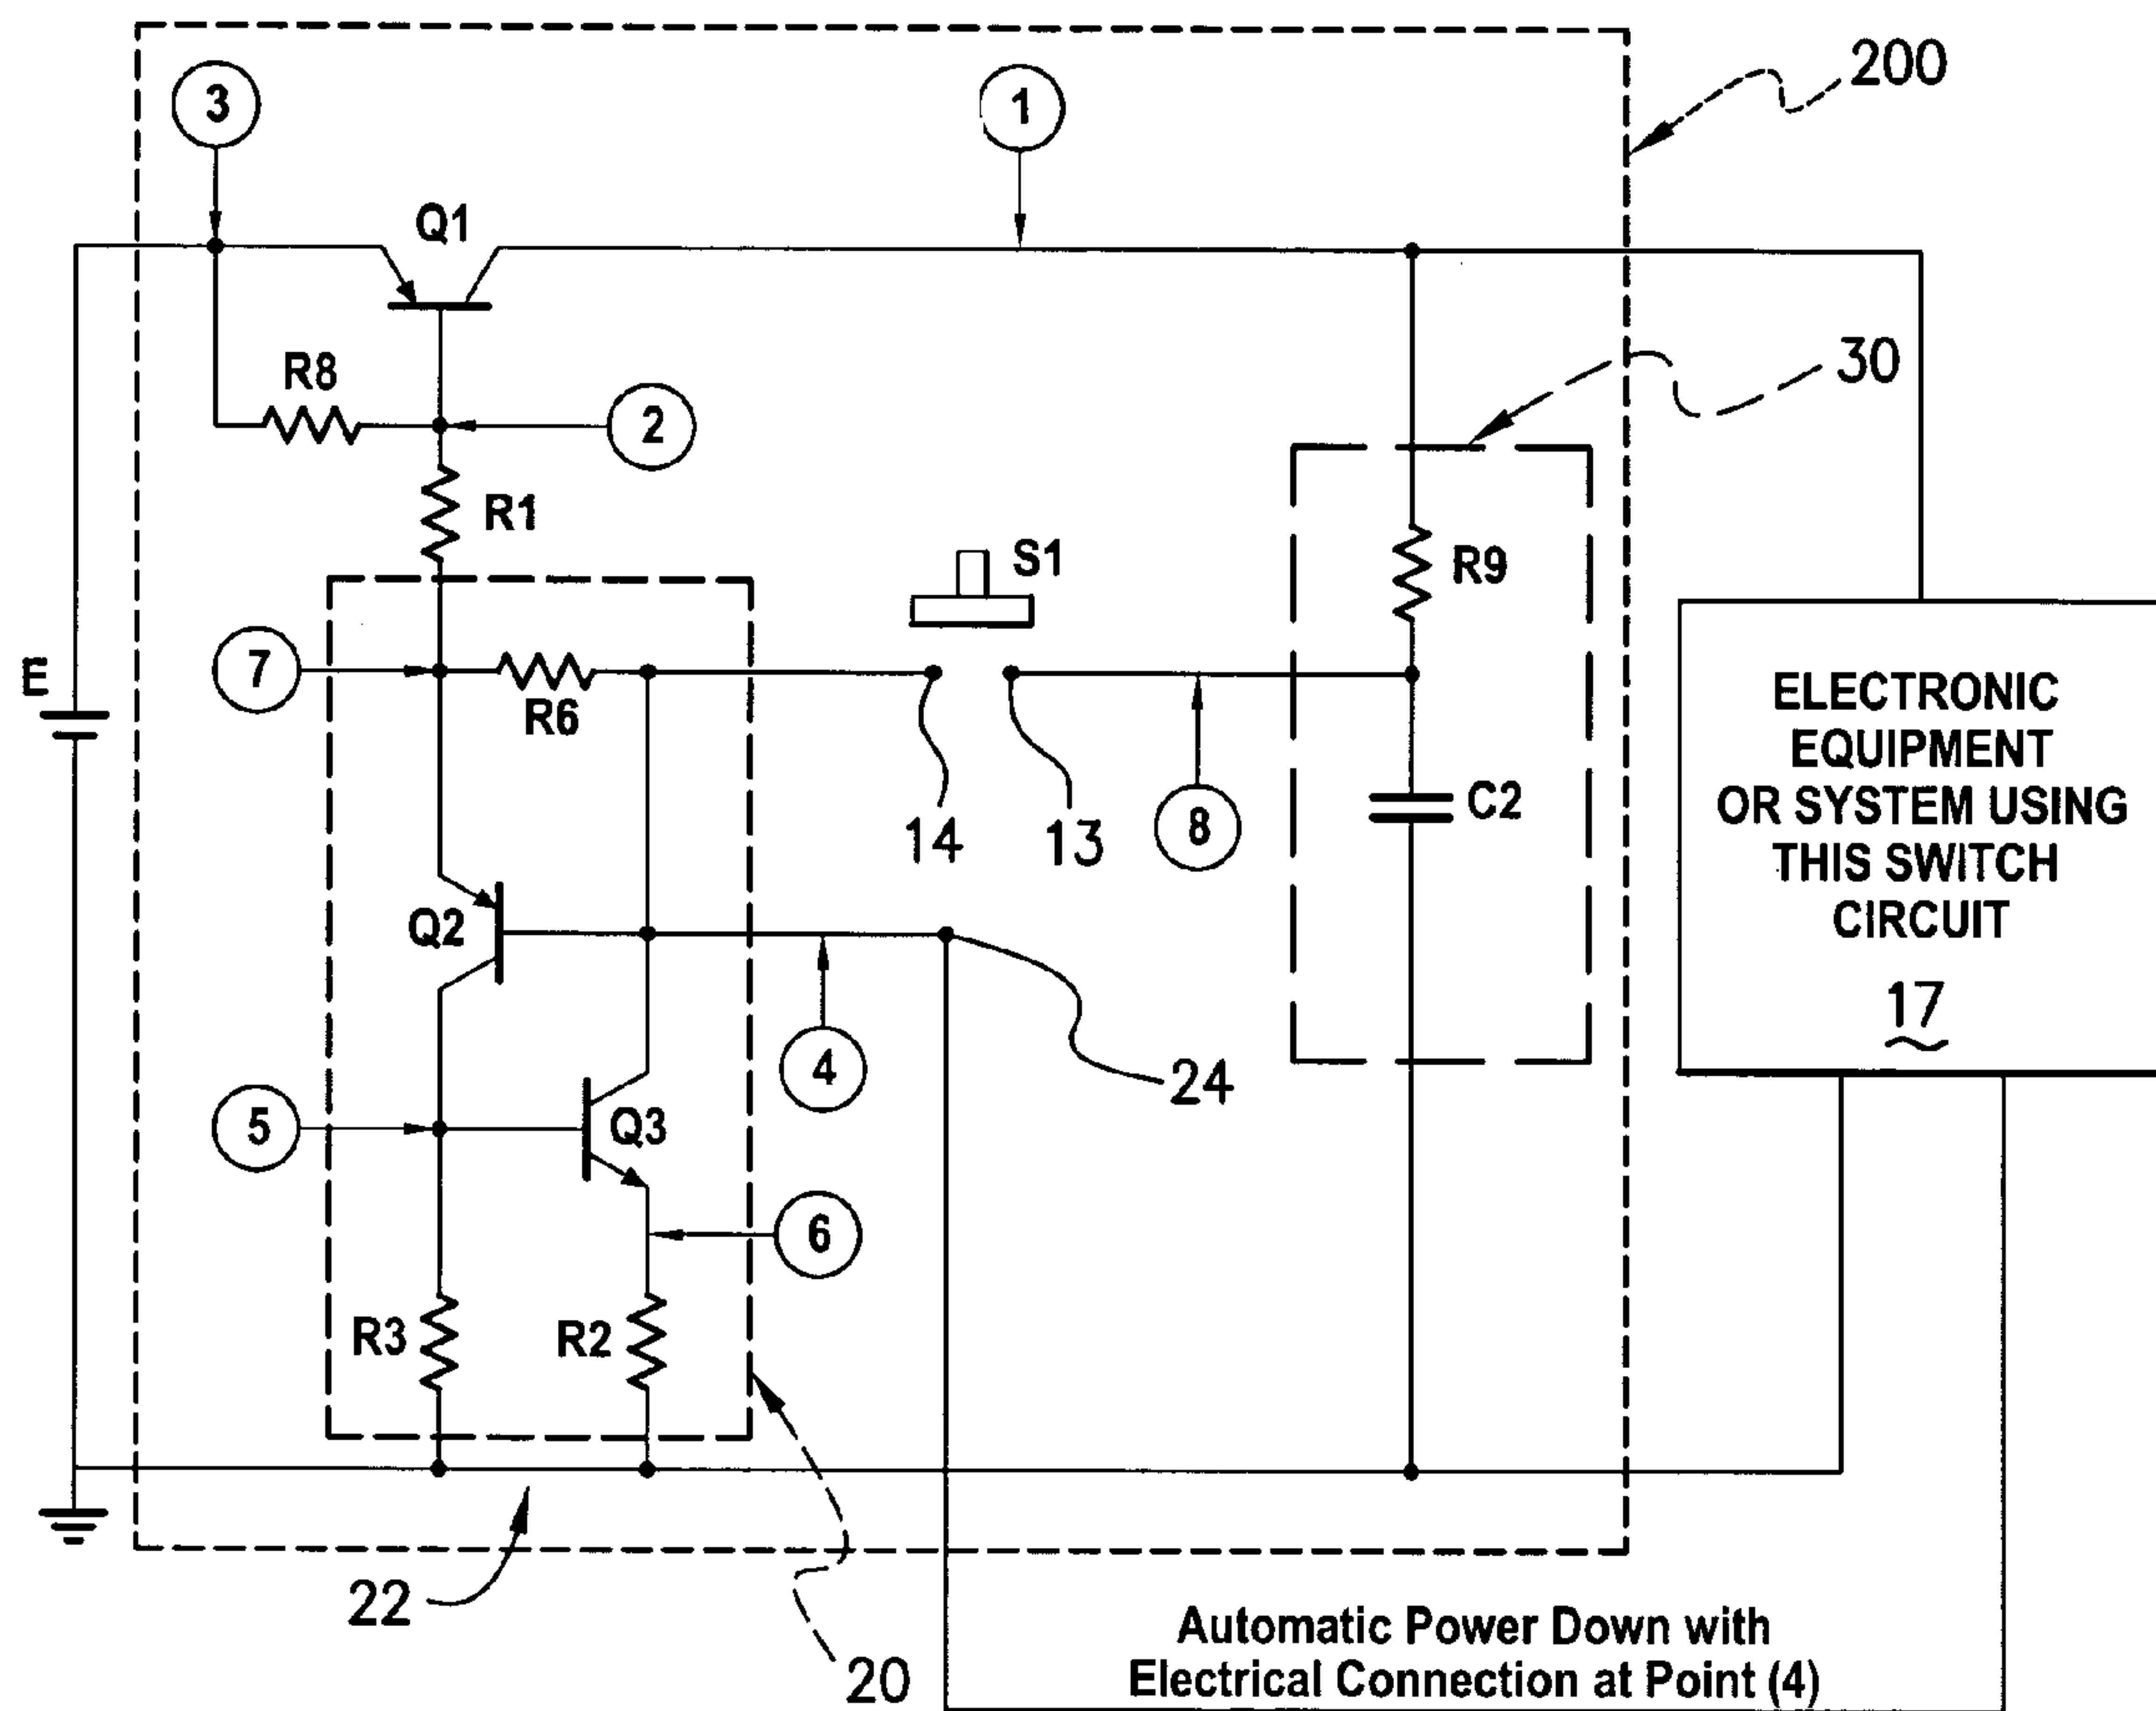 200
3
1
Q1
30
R8
2
R1
S1
R9
E
7
R6
ELECTRONIC
EQUIPMENT
OR SYSTEM USING
THIS SWITCH
CIRCUIT
17
14
13
8
C2
Q2
4
24
5
Q3
6
R3
R2
22
20
Automatic Power Down with
Electrical Connection at Point (4)